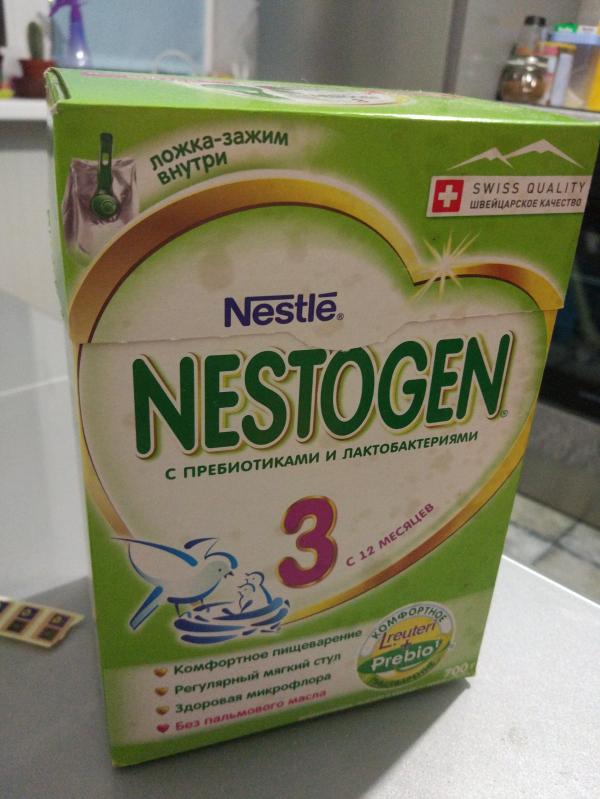 ложка-зажим
внутри
SWISS QUALITY
ШВЕЙЦАРСКОЕ КАЧЕСТВО
Nestlé®
NESTOGEN®
С ПРЕБИОТИКАМИ И ЛАКТОБАКТЕРИЯМИ
3
С 12 МЕСЯЦЕВ
Комфортное пищеварение
Регулярный мягкий стул
Здоровая микрофлора
Без пальмового масла
КОМФОРТНОЕ
L.reuteri
+
Prebio
700 г